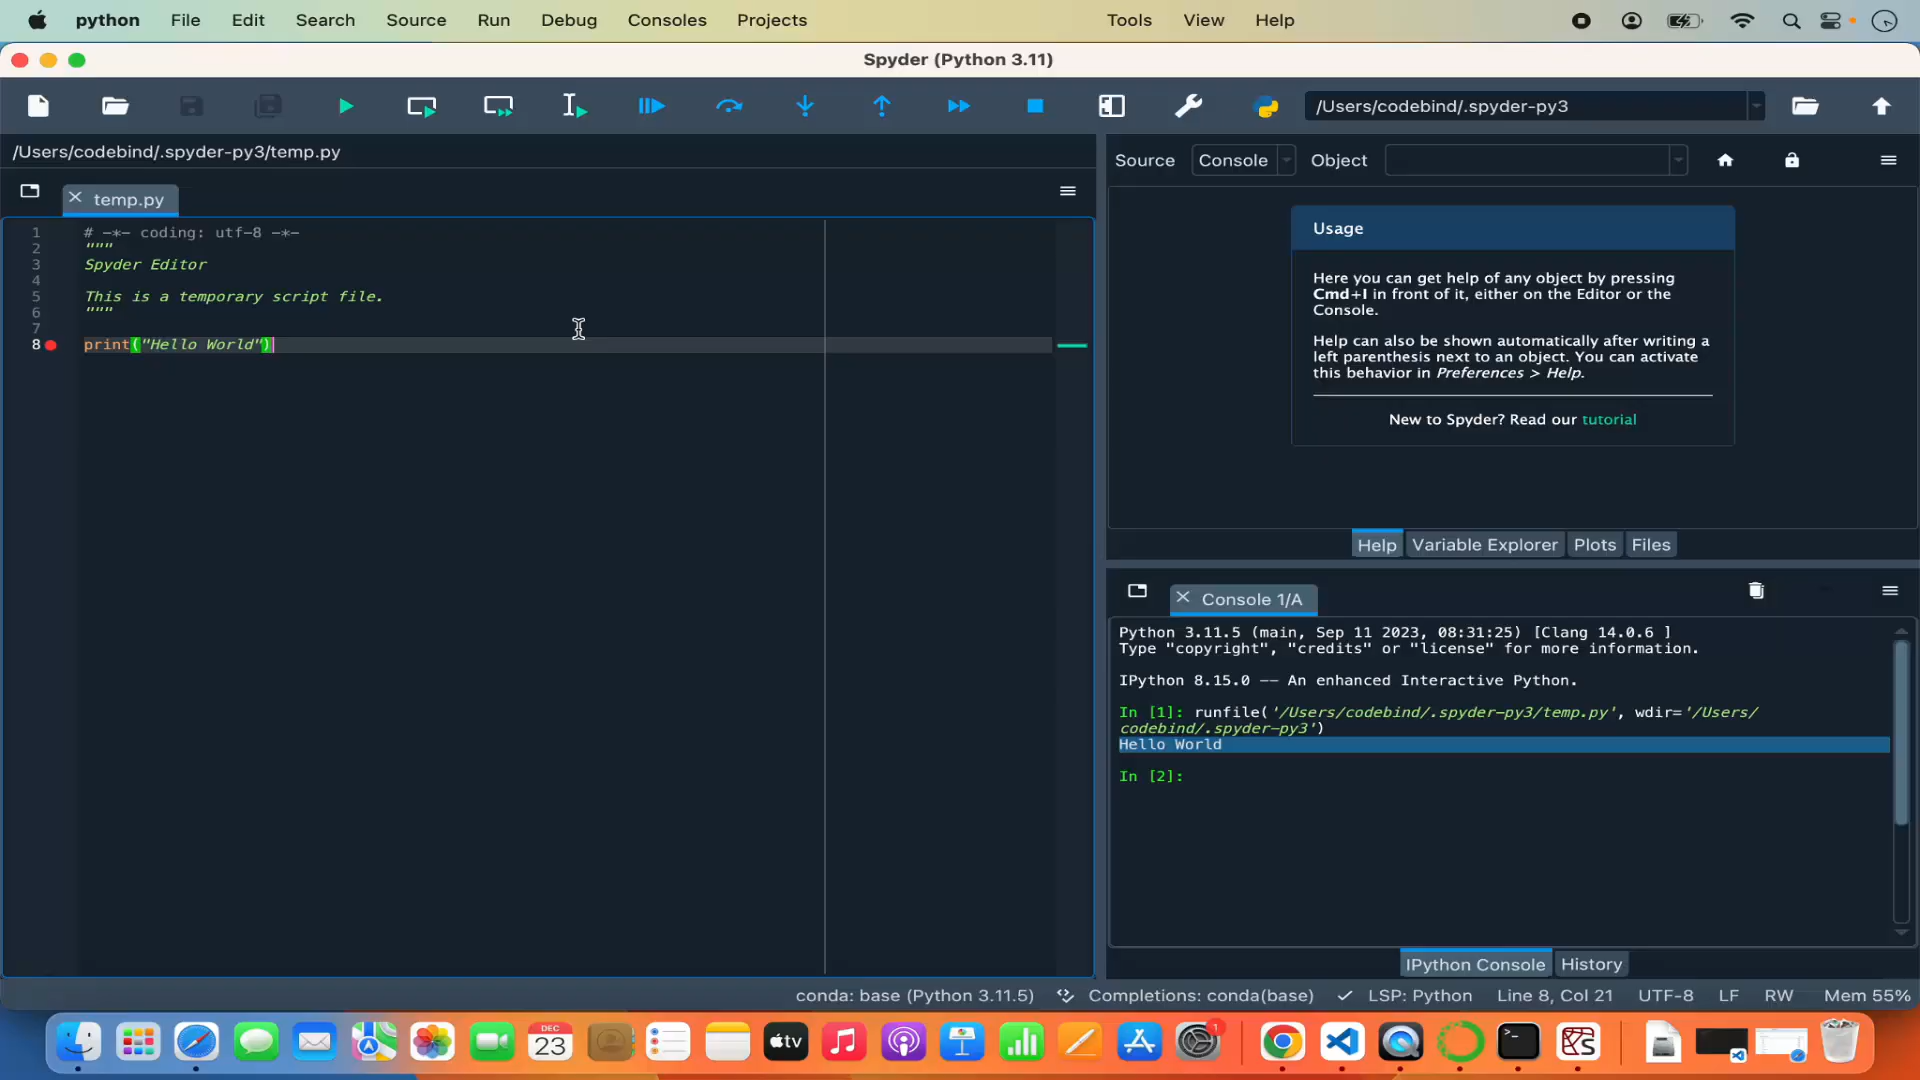 python File Edit Search Source Run Debug Consoles Projects Tools View Help
Spyder (Python 3.11)
/Users/codebind/.spyder-py3
/Users/codebind/.spyder-py3/temp.py
temp.py
1 # -*- coding: utf-8 -*-
2 """
3 Spyder Editor
4
5 This is a temporary script file.
6 """
7
8 print("Hello World")
Source Console Object
Usage
Here you can get help of any object by pressing
Cmd+I in front of it, either on the Editor or the
Console.
Help can also be shown automatically after writing a
left parenthesis next to an object. You can activate
this behavior in Preferences > Help.
New to Spyder? Read our tutorial
Help Variable Explorer Plots Files
Console 1/A
Python 3.11.5 (main, Sep 11 2023, 08:31:25) [Clang 14.0.6 ]
Type "copyright", "credits" or "license" for more information.
IPython 8.15.0 -- An enhanced Interactive Python.
In [1]: runfile('/Users/codebind/.spyder-py3/temp.py', wdir='/Users/
codebind/.spyder-py3')
Hello World
In [2]:
IPython Console History
conda: base (Python 3.11.5) Completions: conda(base) LSP: Python Line 8, Col 21 UTF-8 LF RW Mem 55%
DEC
23
tv
1